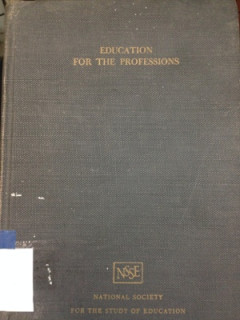 EDUCATION
FOR THE PROFESSIONS
NSSE
NATIONAL SOCIETY
FOR THE STUDY OF EDUCATION